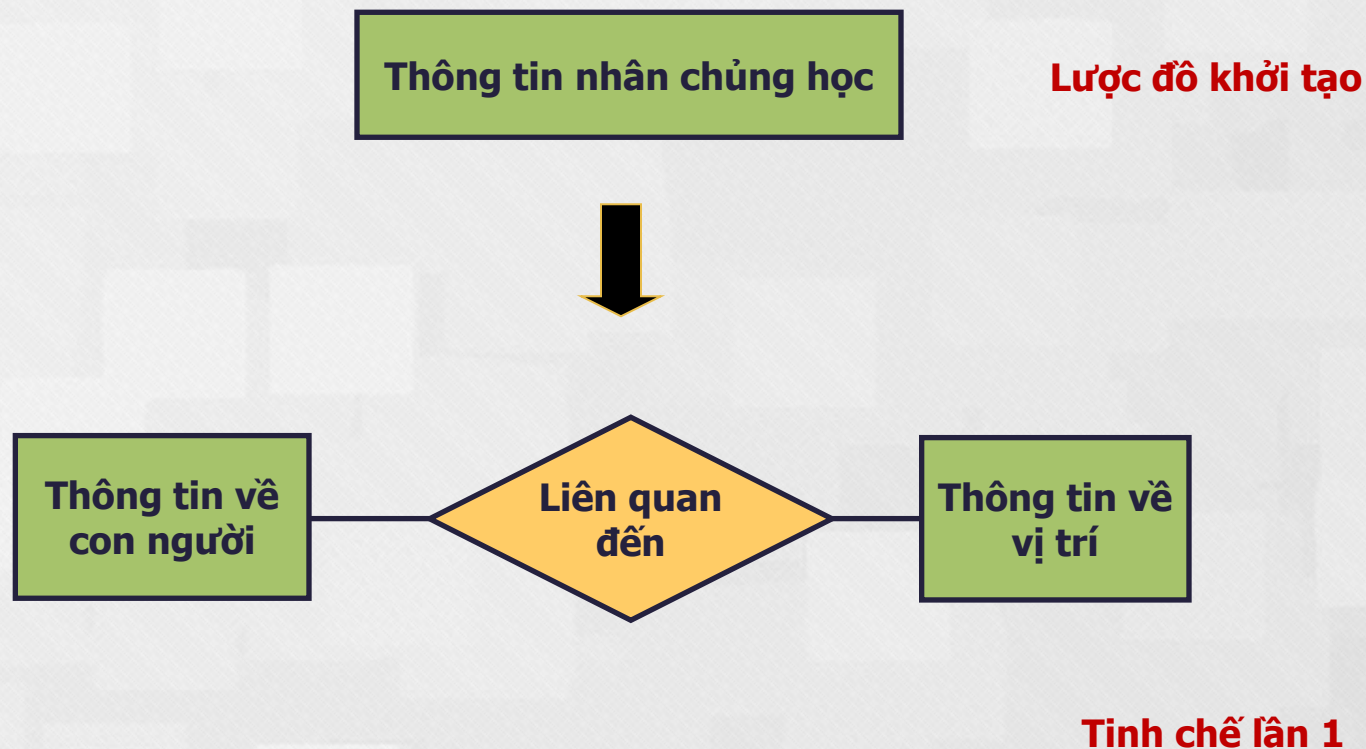 Thông tin nhân chủng học
Lược đồ khởi tạo
Thông tin về
con người
Liên quan
đến
Thông tin về
vị trí
Tinh chế lần 1